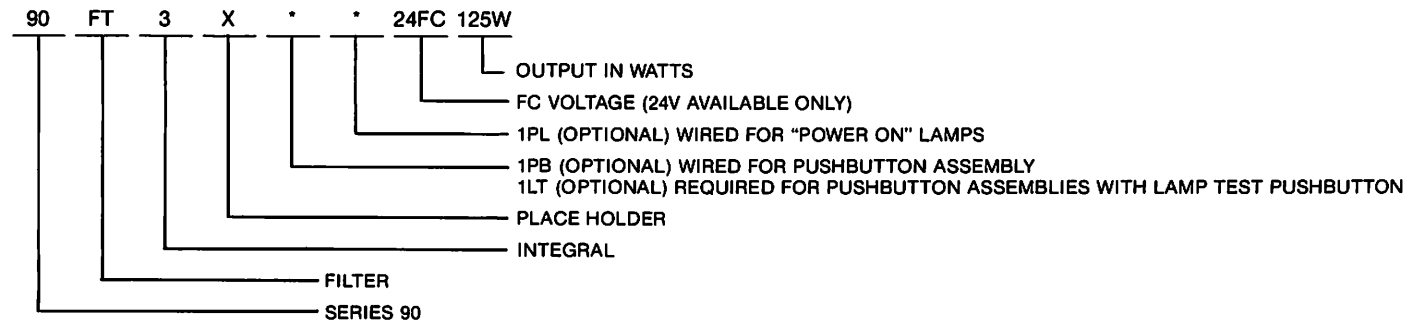 90 FT 3 X * * 24FC 125W
OUTPUT IN WATTS
FC VOLTAGE (24V AVAILABLE ONLY)
1PL (OPTIONAL) WIRED FOR “POWER ON” LAMPS
1PB (OPTIONAL) WIRED FOR PUSHBUTTON ASSEMBLY
1LT (OPTIONAL) REQUIRED FOR PUSHBUTTON ASSEMBLIES WITH LAMP TEST PUSHBUTTON
PLACE HOLDER
INTEGRAL
FILTER
SERIES 90